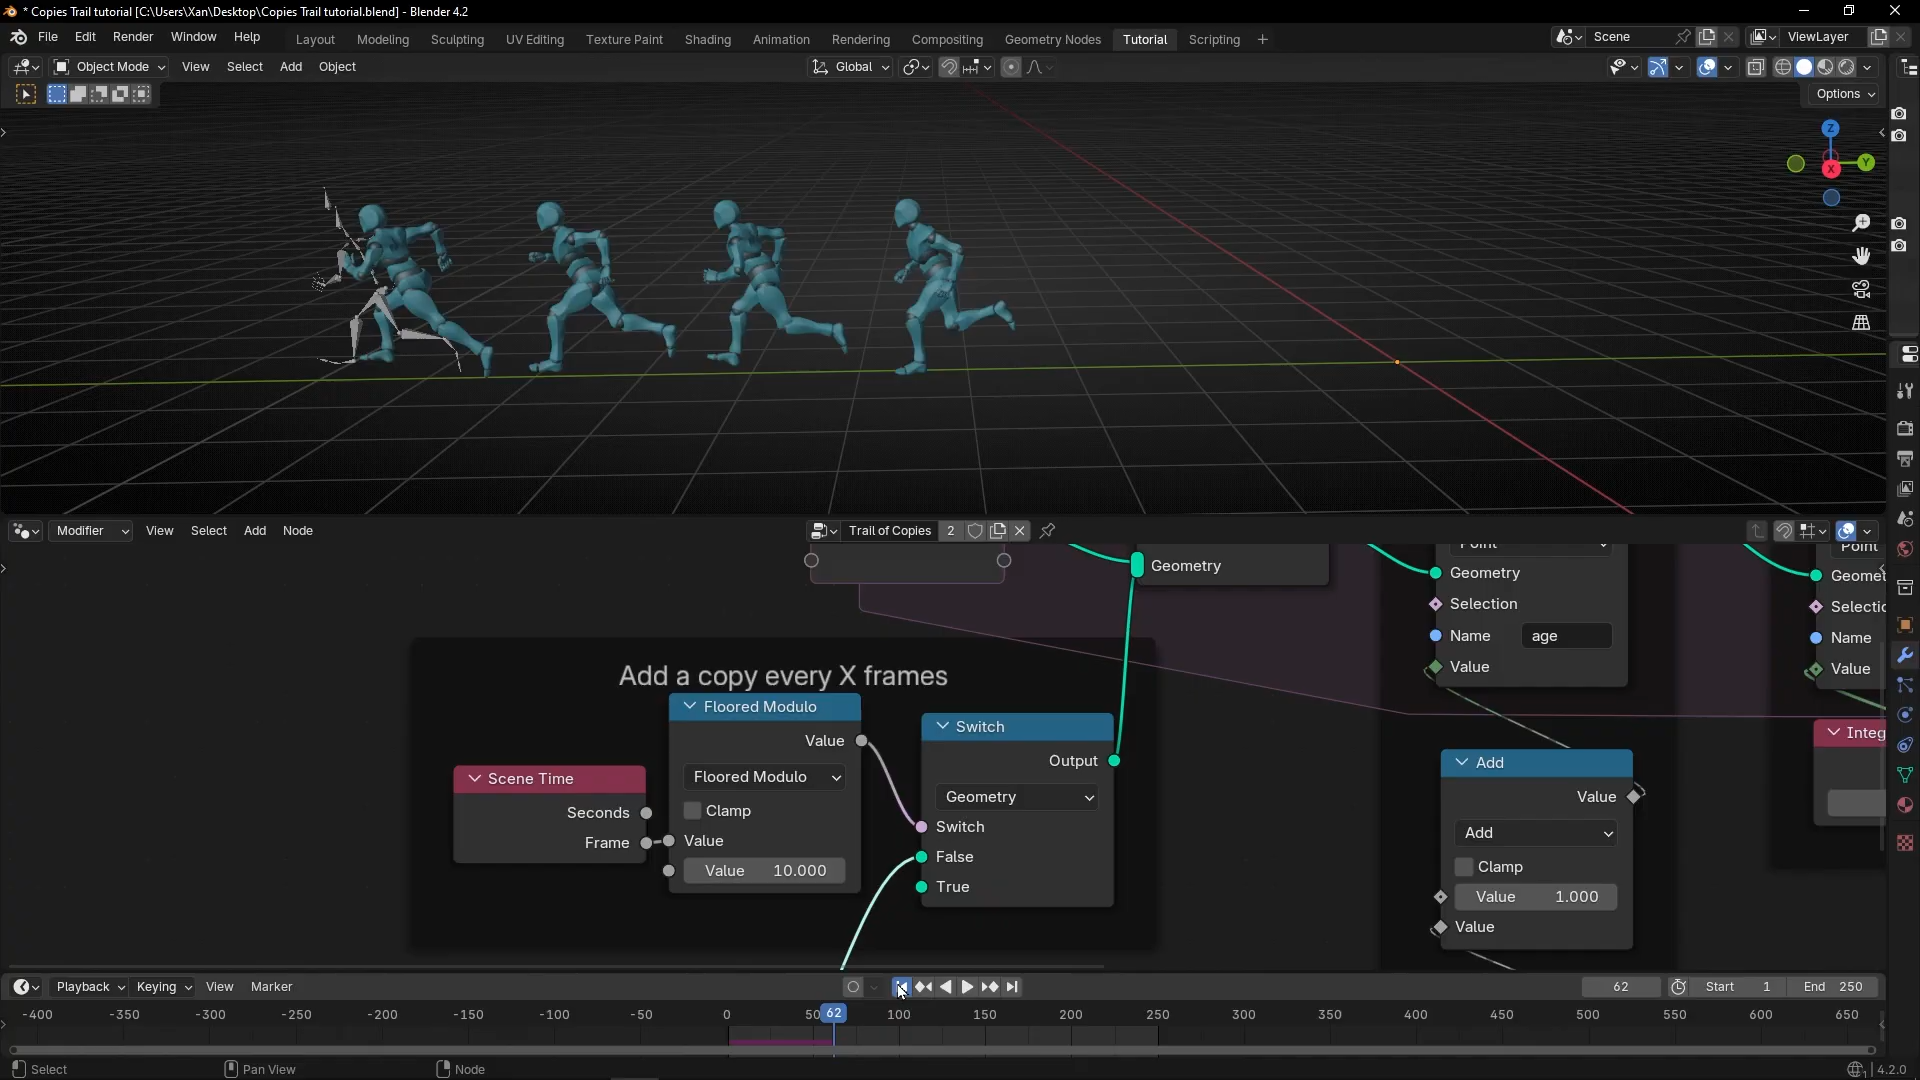 * Copies Trail tutorial [C:\Users\Xan\Desktop\Copies Trail tutorial.blend] - Blender 4.2
File Edit Render Window Help Layout Modeling Sculpting UV Editing Texture Paint Shading Animation Rendering Compositing Geometry Nodes Tutorial Scripting + Scene ViewLayer
Object Mode View Select Add Object Global
Options
Z
Y
X
Modifier View Select Add Node Trail of Copies 2
Point Point
Geometry Geometry Geome
Selection Selectio
Name age Name
Value Value
Add a copy every X frames
Floored Modulo
Value
Floored Modulo
Clamp
Value
Value 10.000
Scene Time
Seconds
Frame
Switch
Output
Geometry
Switch
False
True
Integ
Add
Value
Add
Clamp
Value 1.000
Value
Playback Keying View Marker 62 Start 1 End 250
-400 -350 -300 -250 -200 -150 -100 -50 0 50 62 100 150 200 250 300 350 400 450 500 550 600 650
Select Pan View Node 4.2.0